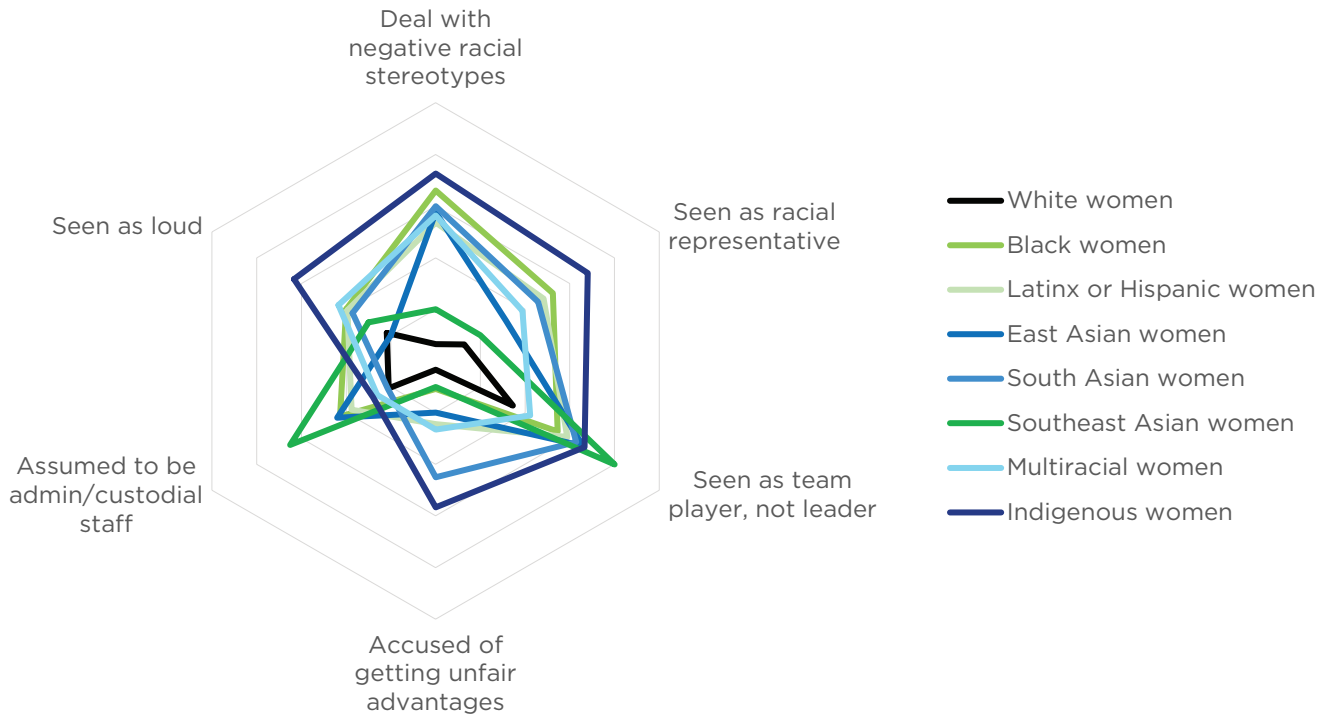 Deal with
negative racial
stereotypes
Seen as racial
representative
Seen as team
player, not leader
Accused of
getting unfair
advantages
Assumed to be
admin/custodial
staff
Seen as loud
White women
Black women
Latinx or Hispanic women
East Asian women
South Asian women
Southeast Asian women
Multiracial women
Indigenous women